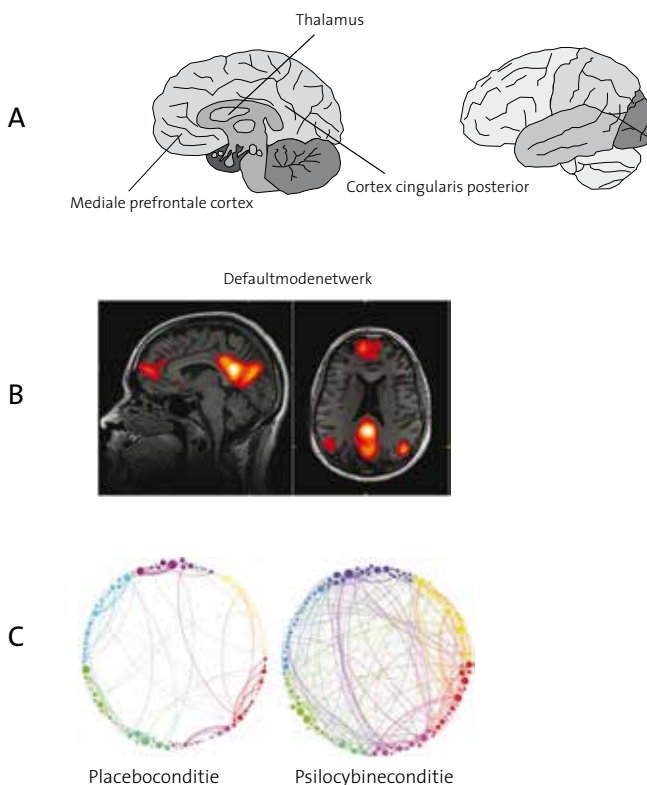 Thalamus
A
Mediale prefrontale cortex
Cortex cingularis posterior
Defaultmodenetwerk
B
C
Placeboconditie
Psilocybineconditie